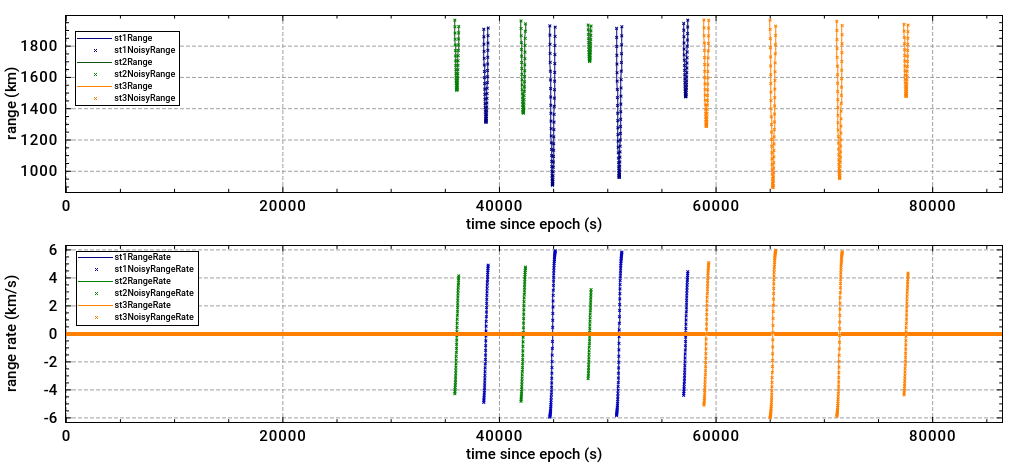 range (km)
1800
1600
1400
1200
1000
st1Range
st1NoisyRange
st2Range
st2NoisyRange
st3Range
st3NoisyRange
0 20000 40000 60000 80000
time since epoch (s)
range rate (km/s)
6
4
2
0
-2
-4
-6
st1RangeRate
st1NoisyRangeRate
st2RangeRate
st2NoisyRangeRate
st3RangeRate
st3NoisyRangeRate
0 20000 40000 60000 80000
time since epoch (s)